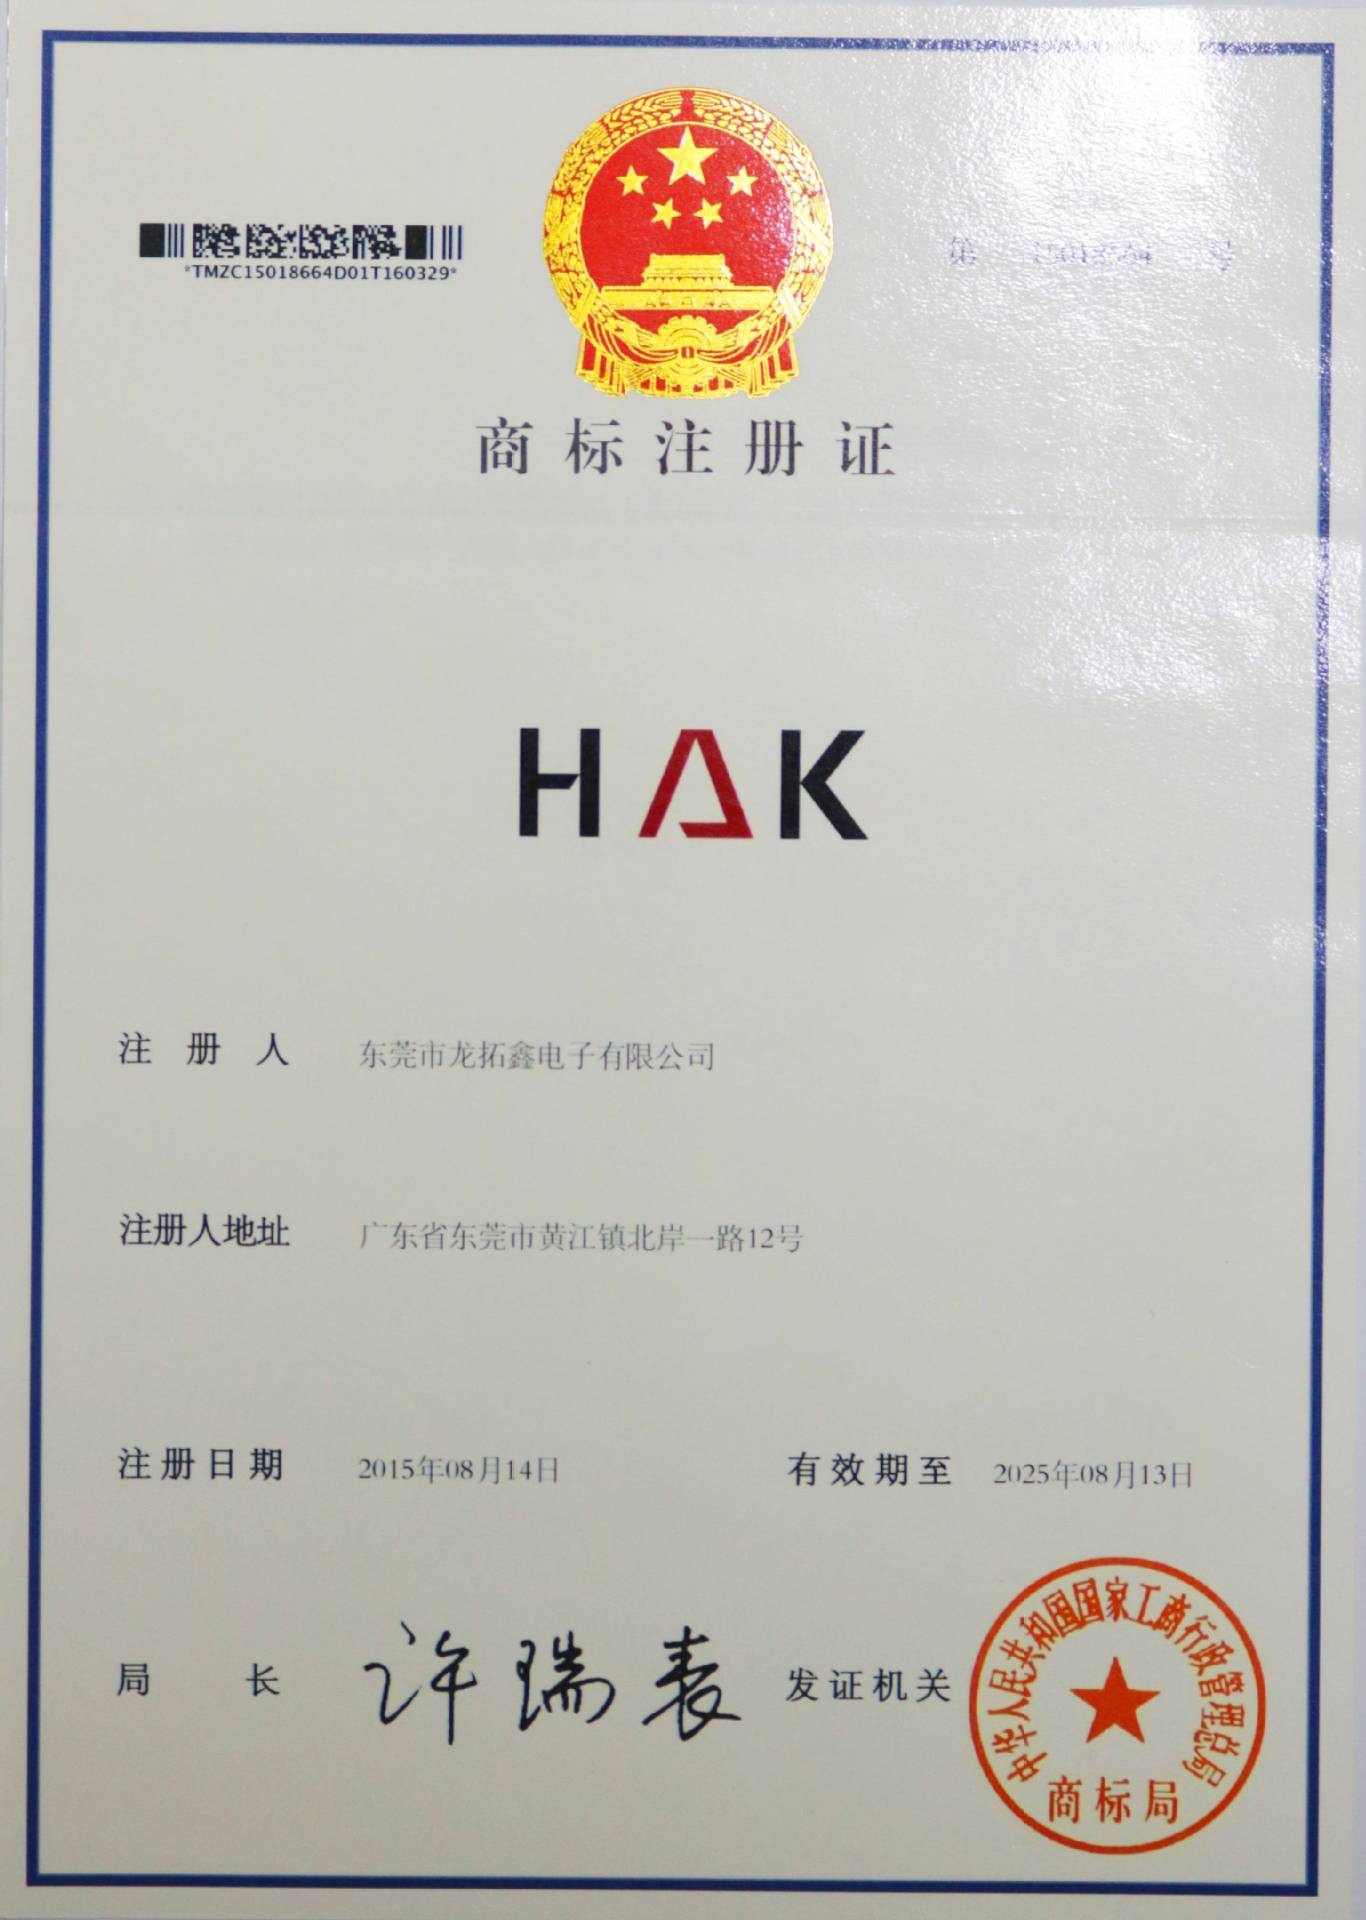 *TMZC15018664D01T160329*
第 15018664 号
商标注册证
HAK
注册人 东莞市龙拓鑫电子有限公司
注册人地址 广东省东莞市黄江镇北岸一路12号
注册日期 2015年08月14日 有效期至 2025年08月13日
局长 许瑞表 发证机关
中华人民共和国国家工商行政管理总局
商标局